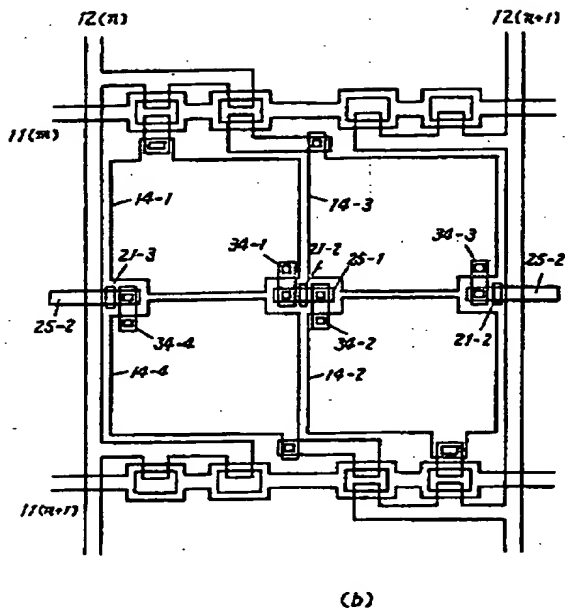 12(n) 12(n+1)
11(m)
14-1 14-3
21-3 34-1 21-2 25-1 34-3 25-2
25-2 34-4 34-2 21-2
14-4 14-2
11(n+1)
(b)